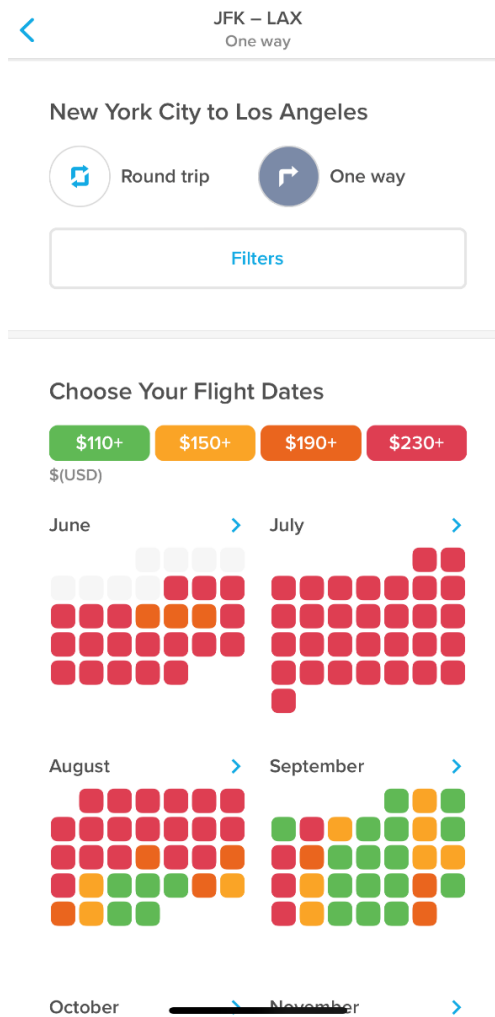 JFK – LAX
One way
New York City to Los Angeles
Round trip
One way
Filters
Choose Your Flight Dates
$110+ $150+ $190+ $230+
$(USD)
June July
August September
October November